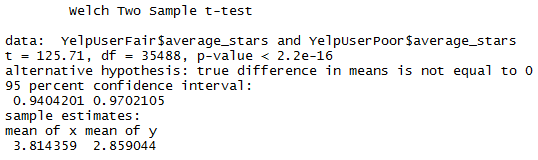 Welch Two Sample t-test
data:  YelpUserFair$average_stars and YelpUserPoor$average_stars
t = 125.71, df = 35488, p-value < 2.2e-16
alternative hypothesis: true difference in means is not equal to 0
95 percent confidence interval:
 0.9404201 0.9702105
sample estimates:
mean of x mean of y
 3.814359  2.859044